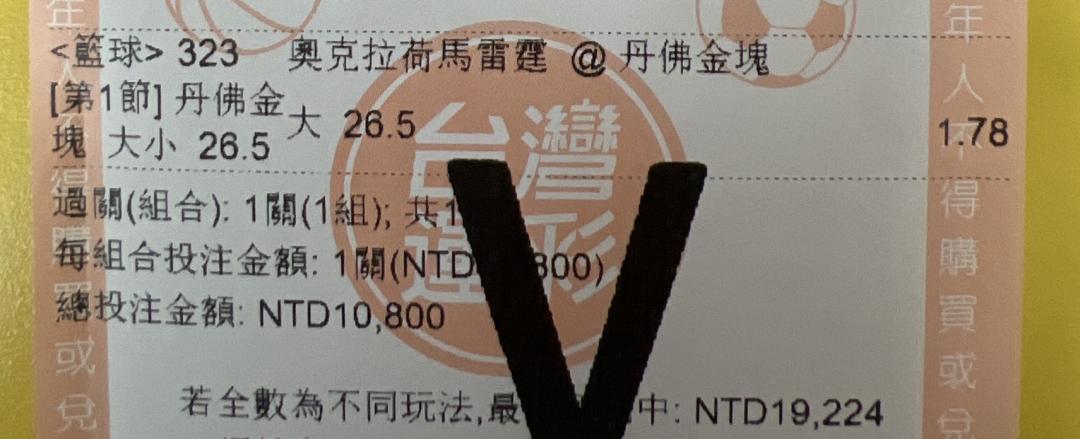 年 年
<籃球> 323 奧克拉荷馬雷霆 @ 丹佛金塊
[第1節] 丹佛金塊 大小 26.5 大 26.5 1.78
台灣
運彩
過關(組合): 1關(1組); 共1
每組合投注金額: 1關(NTD 800)
總投注金額: NTD10,800
若全數為不同玩法,最 中: NTD19,224
人 得購買或兌
人不得購買或兌